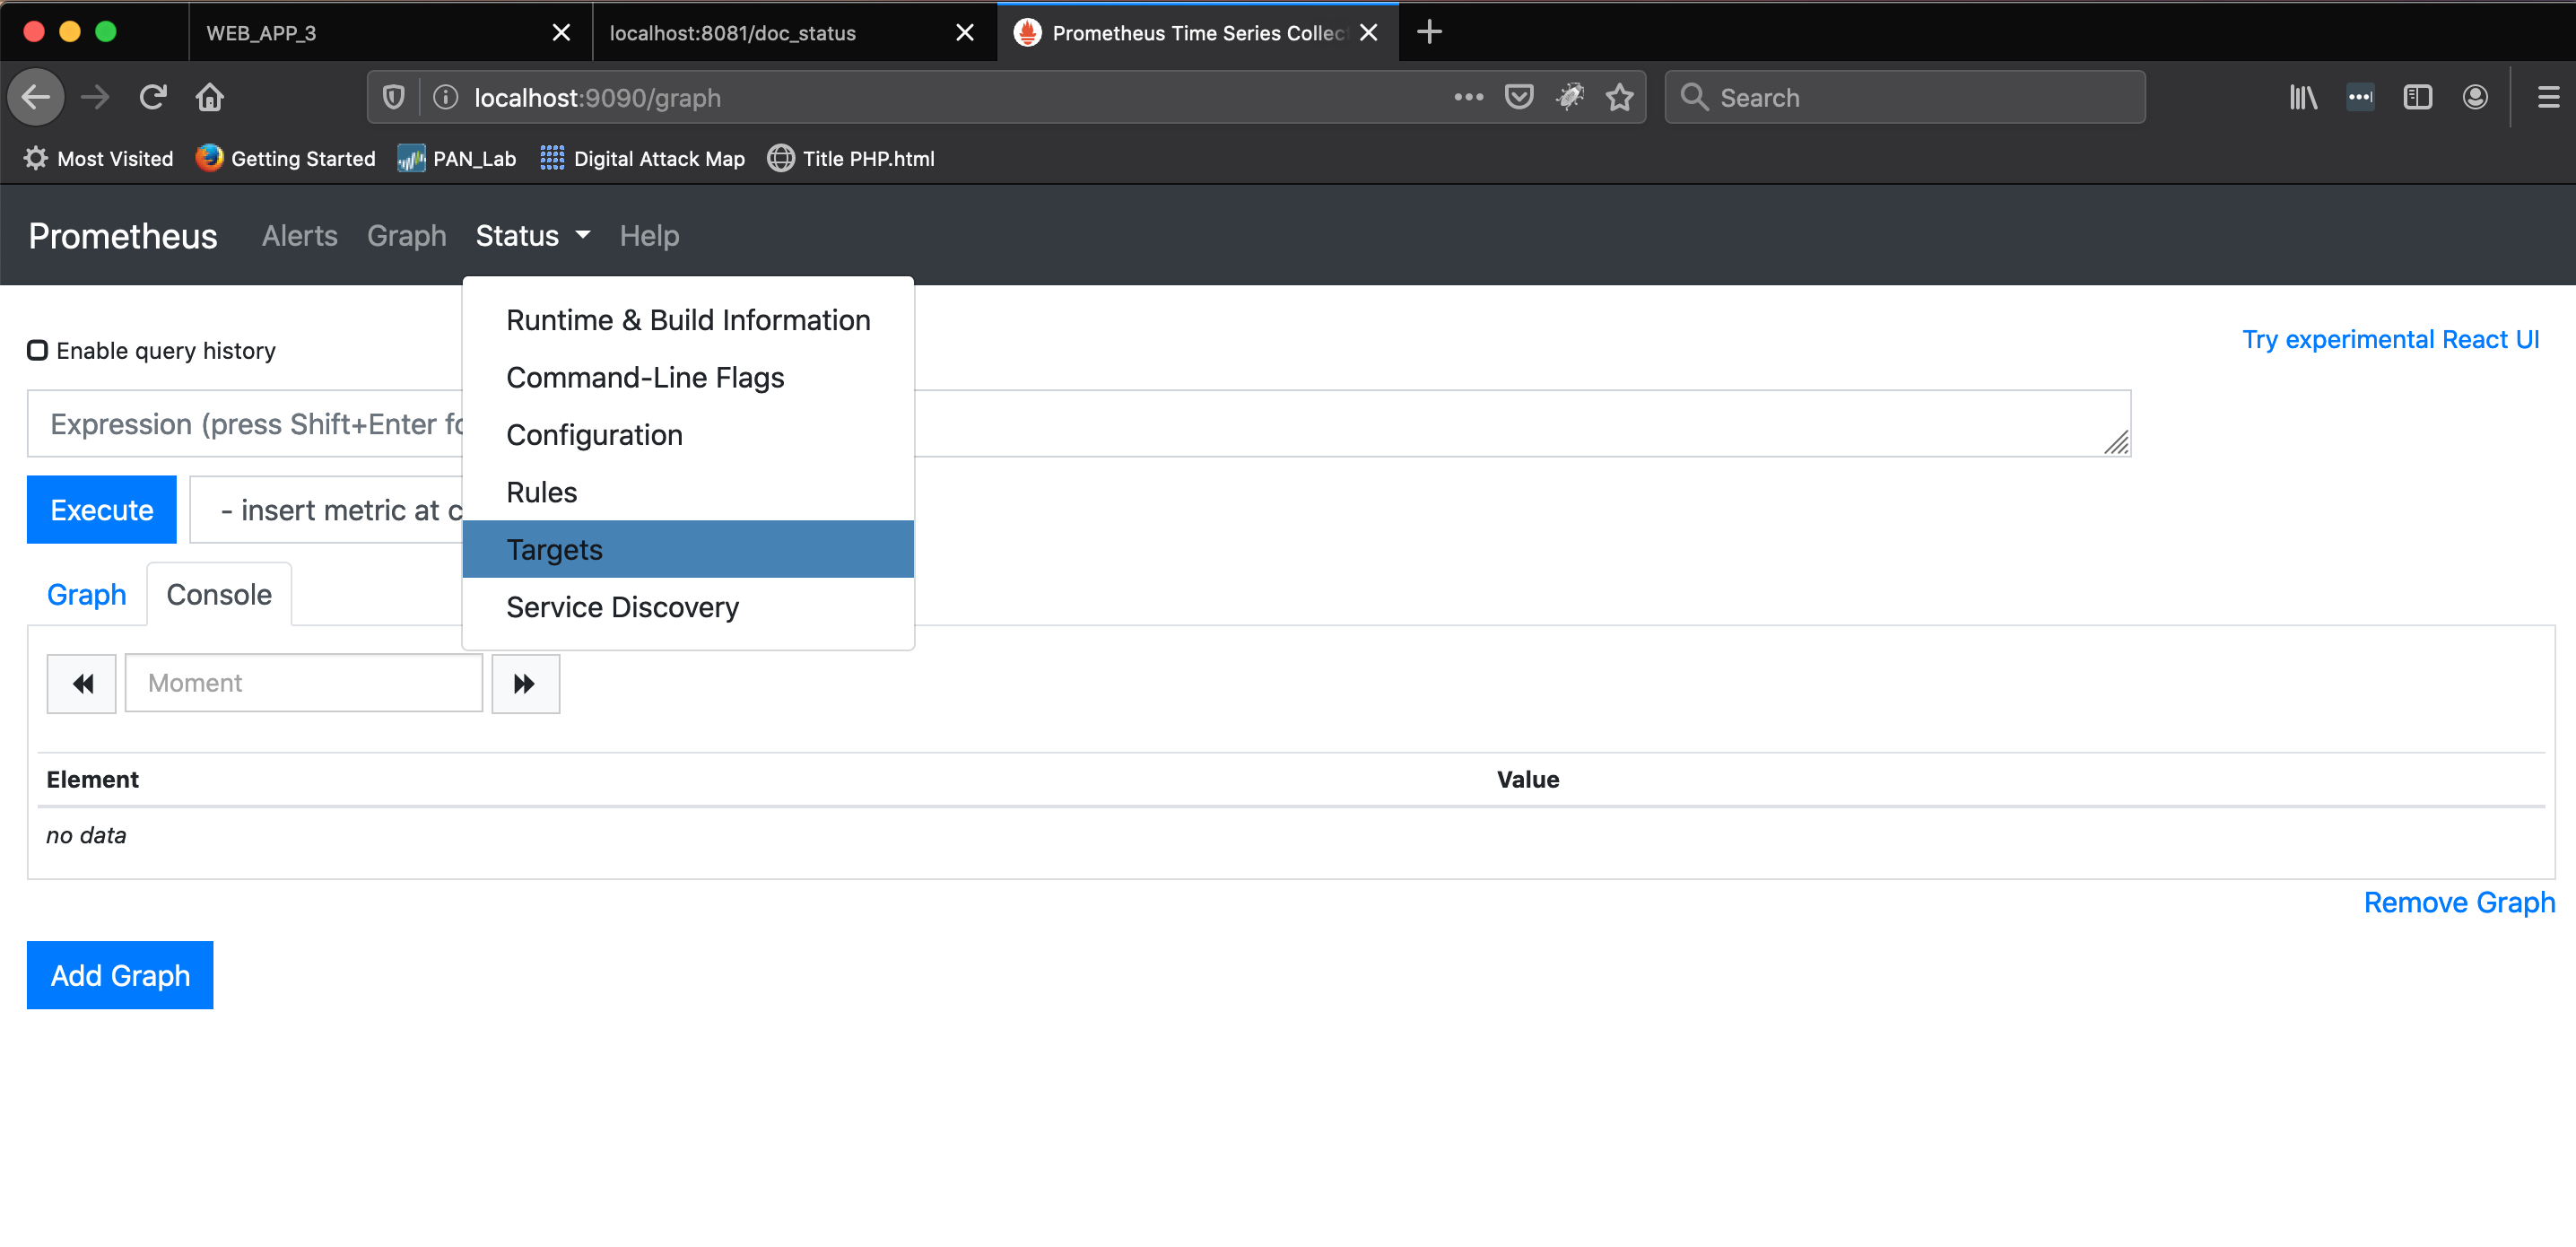 WEB_APP_3
localhost:8081/doc_status
Prometheus Time Series Collec
localhost:9090/graph
Search
Most Visited
Getting Started
PAN_Lab
Digital Attack Map
Title PHP.html
Prometheus
Alerts
Graph
Status
Help
Runtime & Build Information
Command-Line Flags
Configuration
Rules
Targets
Service Discovery
Enable query history
Try experimental React UI
Expression (press Shift+Enter fo
Execute
- insert metric at c
Graph
Console
Moment
Element
Value
no data
Remove Graph
Add Graph